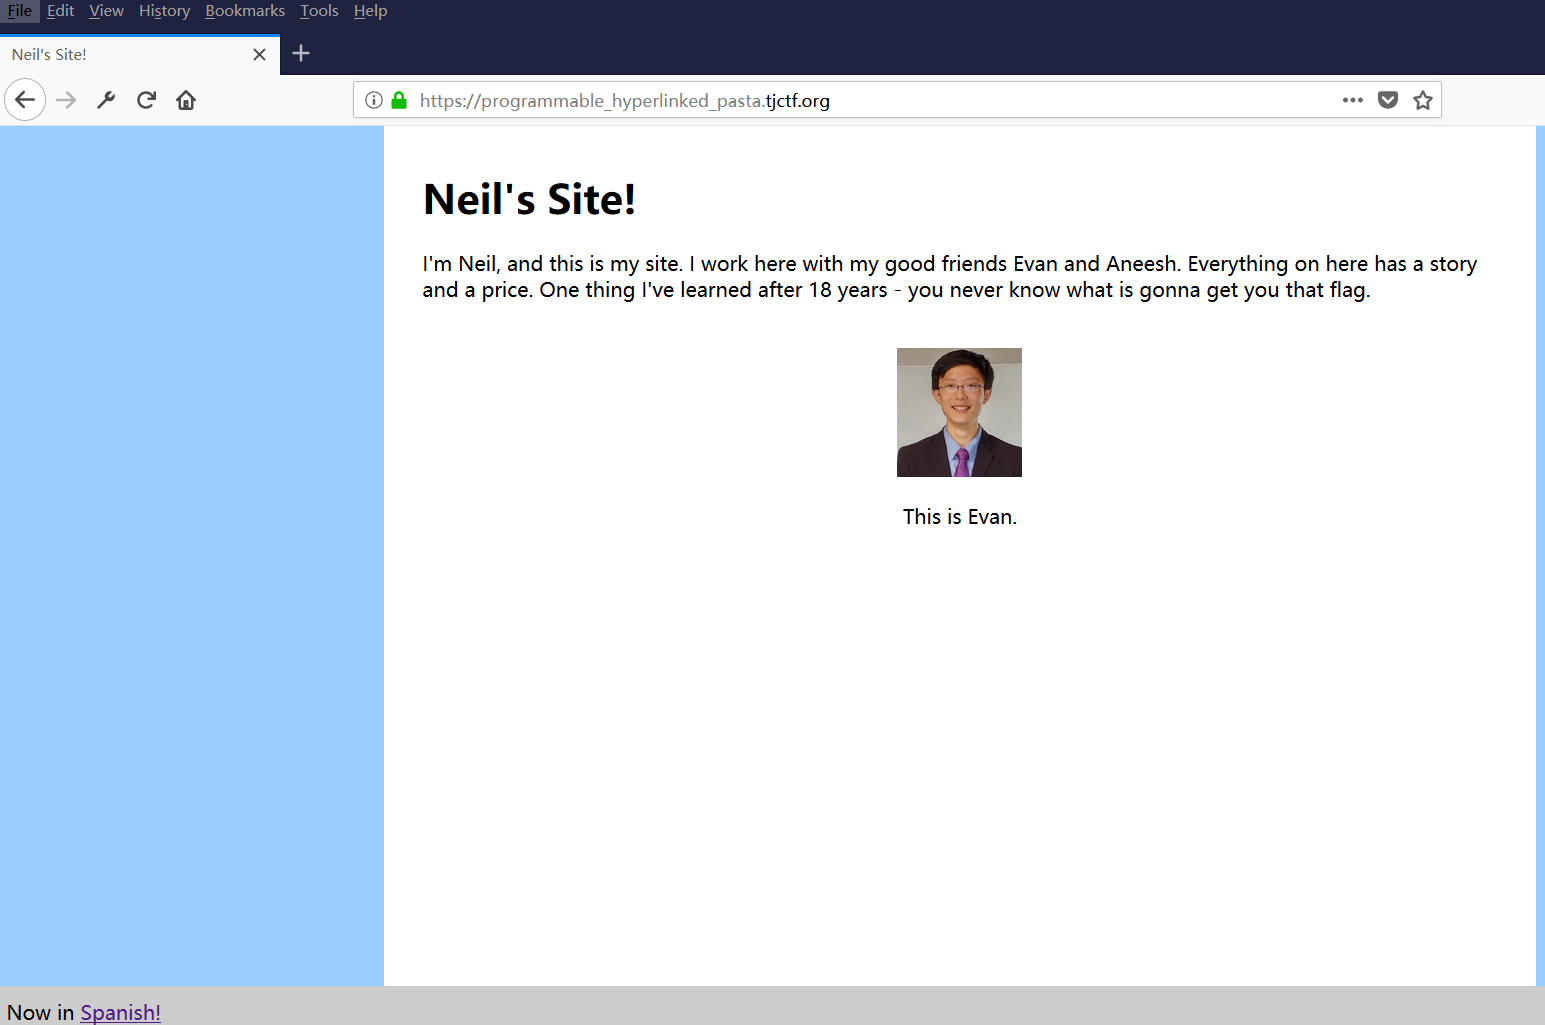 File Edit View History Bookmarks Tools Help
Neil's Site!
https://programmable_hyperlinked_pasta.tjctf.org
Neil's Site!
I'm Neil, and this is my site. I work here with my good friends Evan and Aneesh. Everything on here has a story
and a price. One thing I've learned after 18 years - you never know what is gonna get you that flag.
This is Evan.
Now in Spanish!